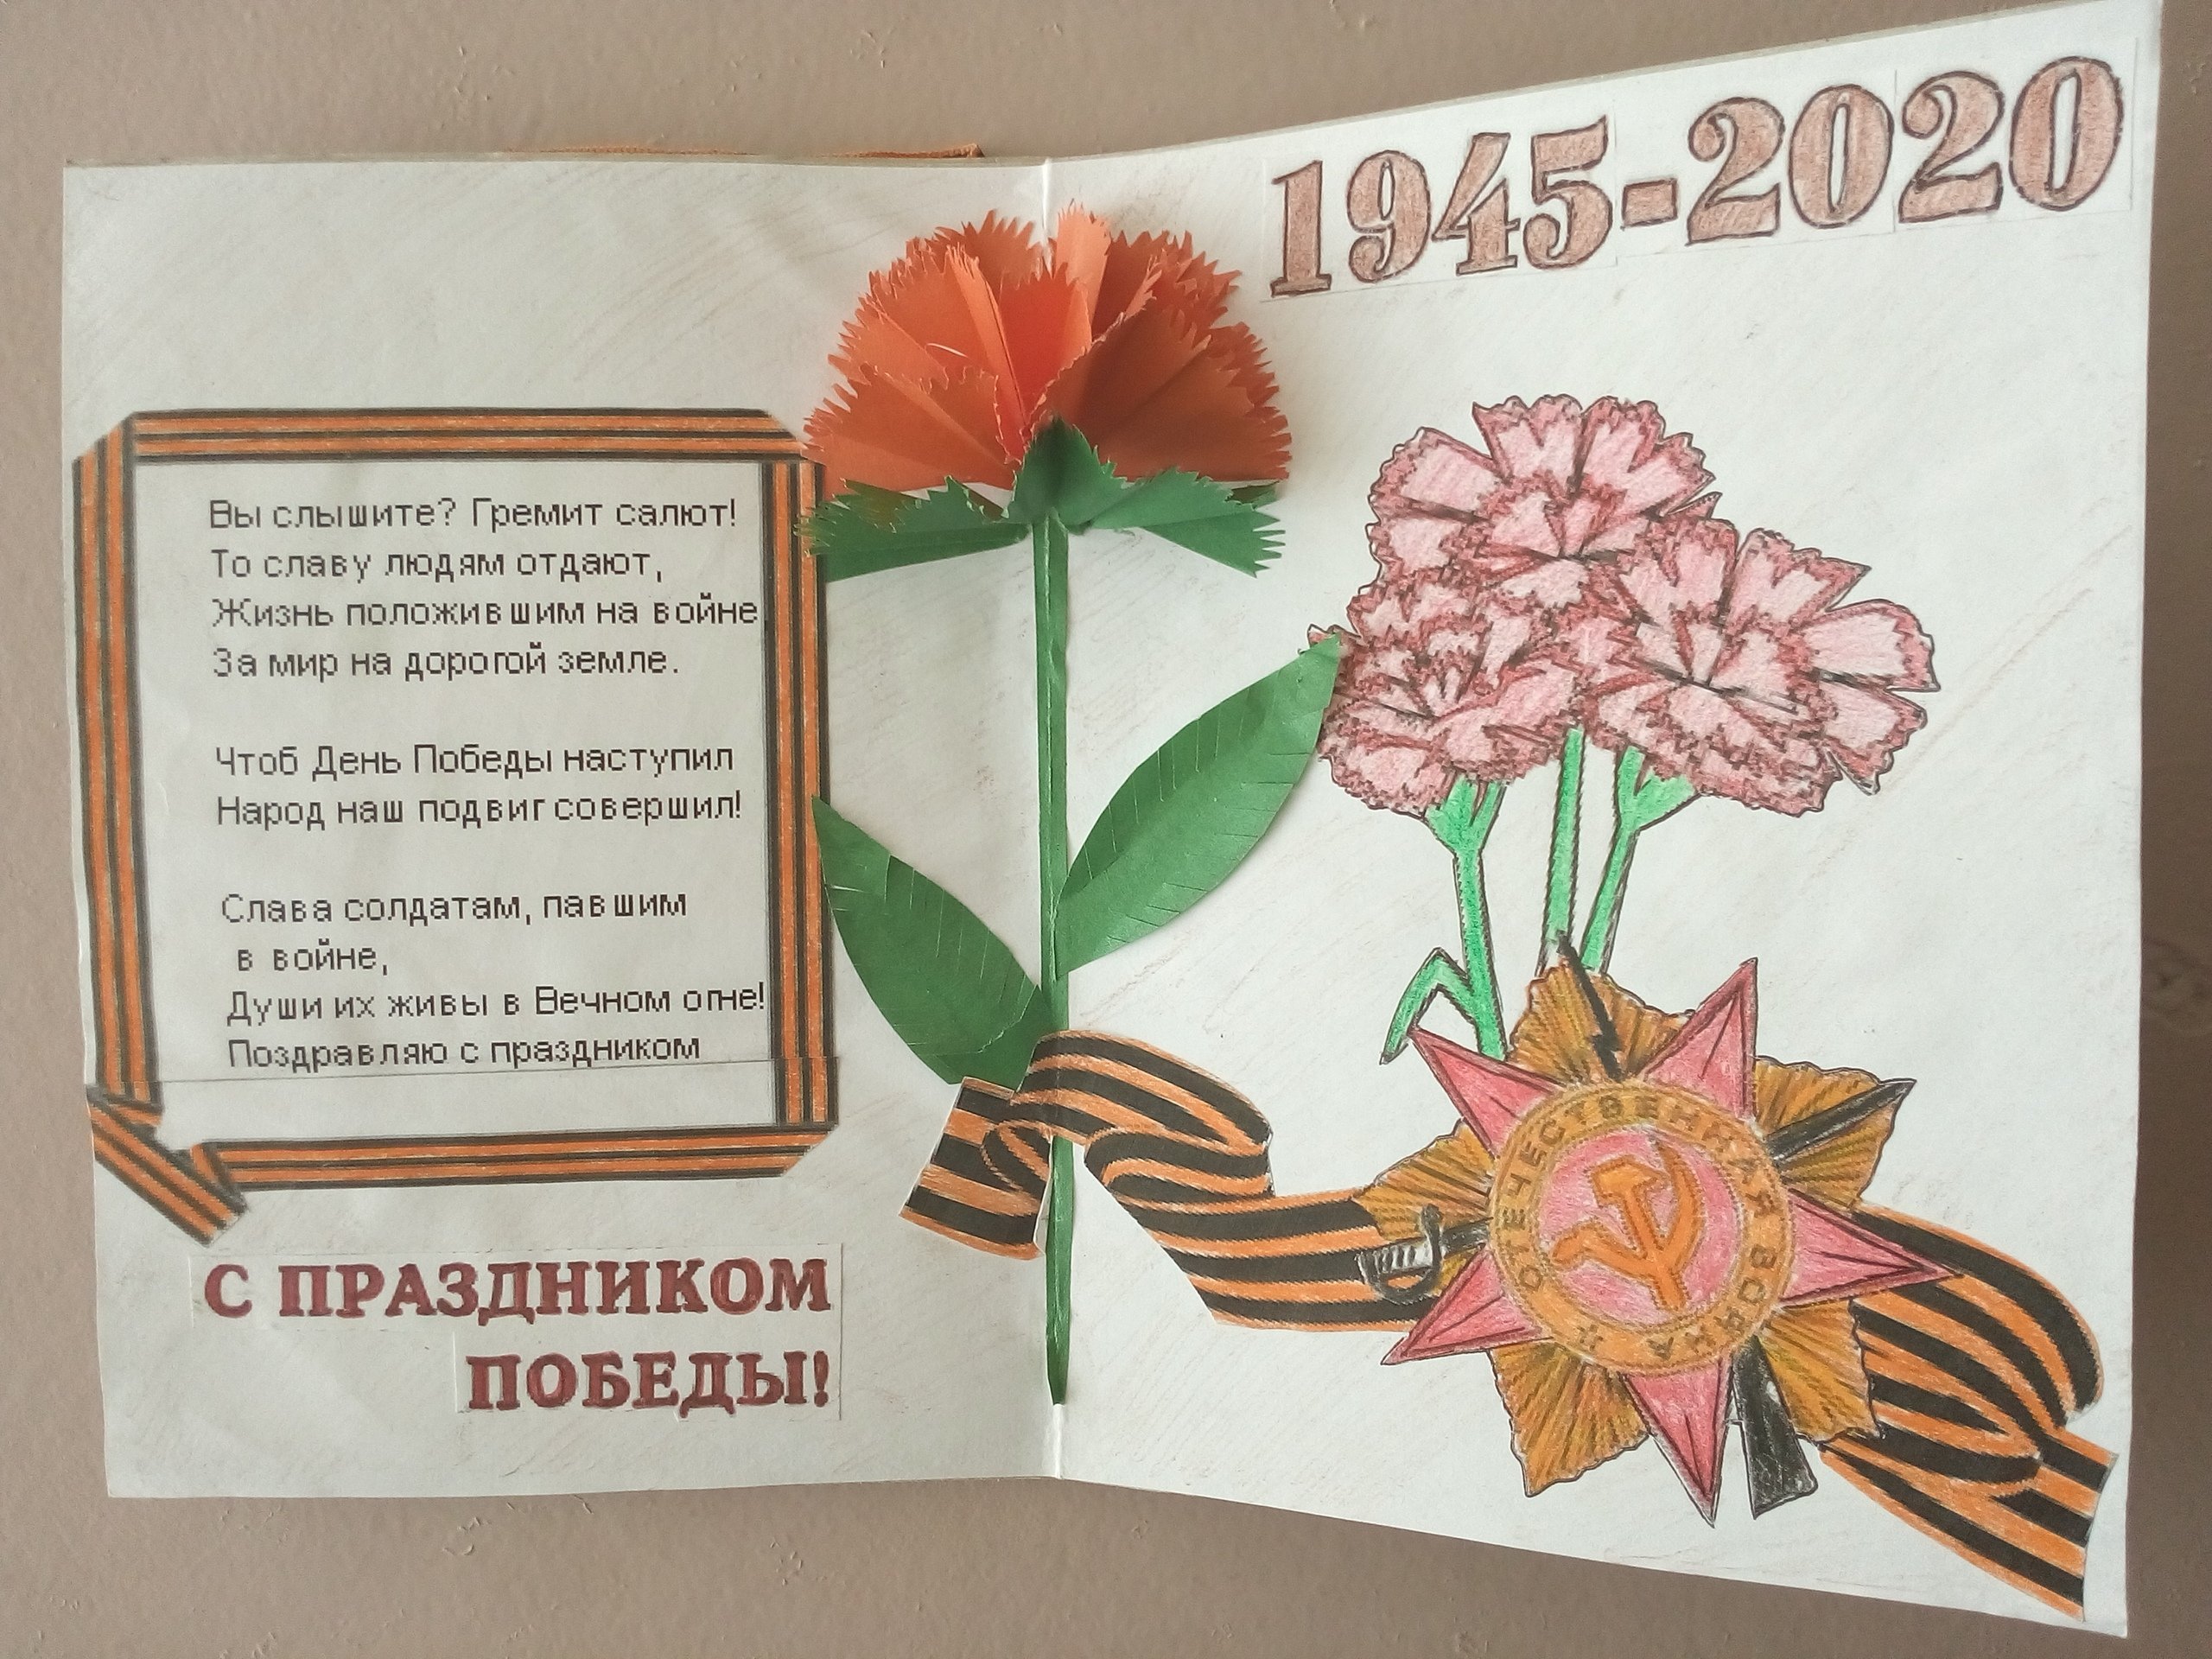 1945-2020
Вы слышите? Гремит салют!
То славу людям отдают,
Жизнь положившим на войне
За мир на дорогой земле.
Чтоб День Победы наступил
Народ наш подвиг совершил!
Слава солдатам, павшим
в войне,
Души их живы в Вечном огне!
Поздравляю с праздником
С ПРАЗДНИКОМ
ПОБЕДЫ!
ОТЕЧЕСТВЕННАЯ ВОЙНА